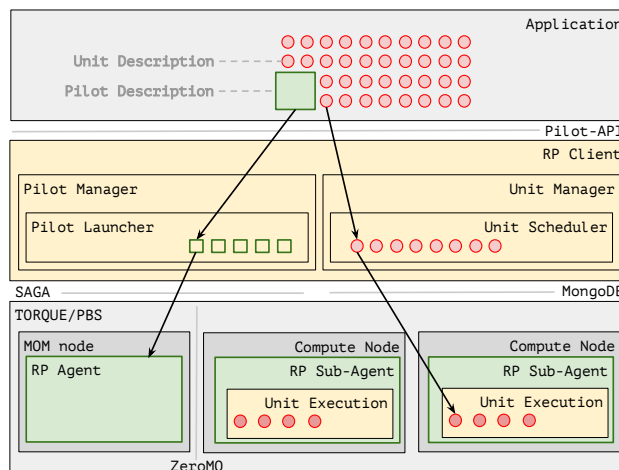 Application
Unit Description
Pilot Description
Pilot-API
RP Client
Pilot Manager
Unit Manager
Pilot Launcher
Unit Scheduler
SAGA
MongoDB
TORQUE/PBS
MOM node
Compute Node
Compute Node
RP Agent
RP Sub-Agent
RP Sub-Agent
Unit Execution
Unit Execution
ZeroMQ